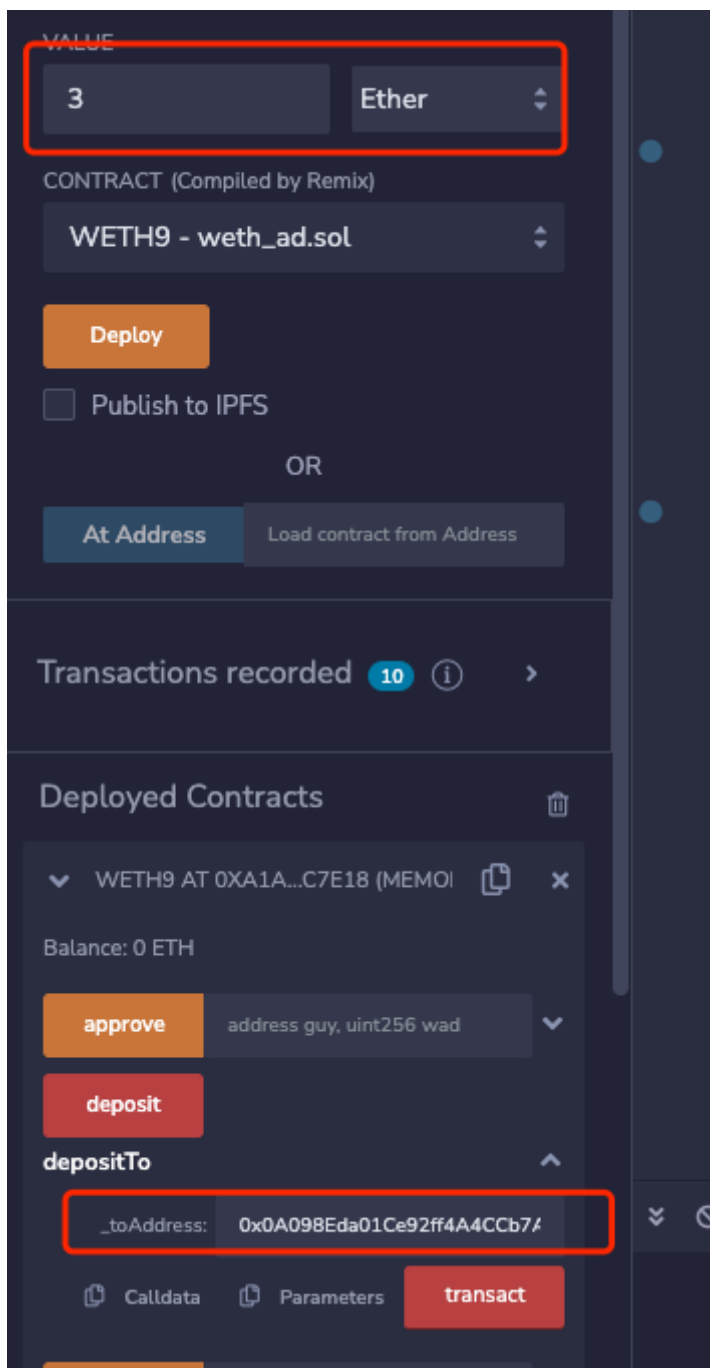 VALUE
3 Ether
CONTRACT (Compiled by Remix)
WETH9 - weth_ad.sol
Deploy
Publish to IPFS
OR
At Address Load contract from Address
Transactions recorded 10 i
Deployed Contracts
WETH9 AT 0XA1A...C7E18 (MEMO
Balance: 0 ETH
approve address guy, uint256 wad
deposit
depositTo
_toAddress: 0x0A098Eda01Ce92ff4A4CCb7A
Calldata Parameters transact